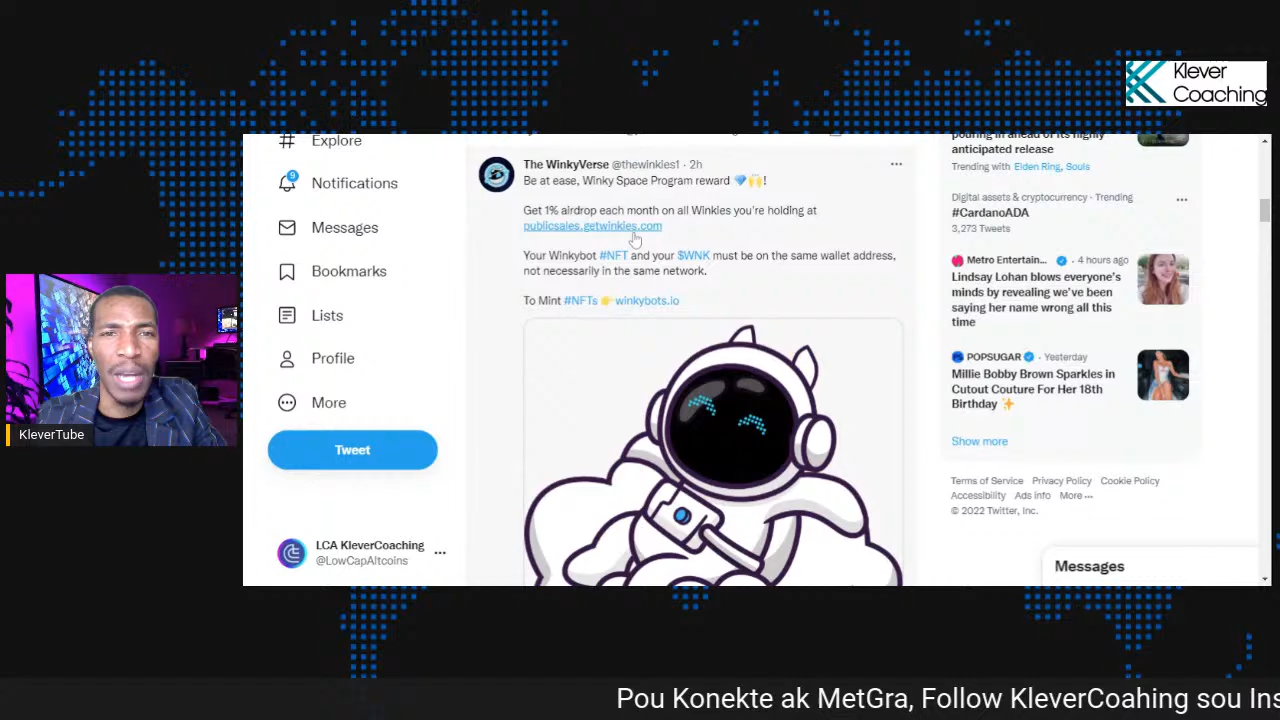 Klever
Coaching
Explore
Notifications
9
Messages
Bookmarks
Lists
Profile
More
Tweet
LCA KleverCoaching
@LowCapAltcoins
The WinkyVerse @thewinkies1 · 2h
Be at ease, Winky Space Program reward 💎🙌!
Get 1% airdrop each month on all Winkies you're holding at
publicsales.getwinkies.com
Your Winkybot #NFT and your $WNK must be on the same wallet address,
not necessarily in the same network.
To Mint #NFTs 👉 winkybots.io
pouring in ahead of its highly
anticipated release
Trending with Elden Ring, Souls
Digital assets & cryptocurrency · Trending
#CardanoADA
3,273 Tweets
Metro Entertain... · 4 hours ago
Lindsay Lohan blows everyone's
minds by revealing we've been
saying her name wrong all this
time
POPSUGAR · Yesterday
Millie Bobby Brown Sparkles in
Cutout Couture For Her 18th
Birthday ✨
Show more
Terms of Service Privacy Policy Cookie Policy
Accessibility Ads info More ···
© 2022 Twitter, Inc.
Messages
KleverTube
Pou Konekte ak MetGra, Follow KleverCoahing sou Ins